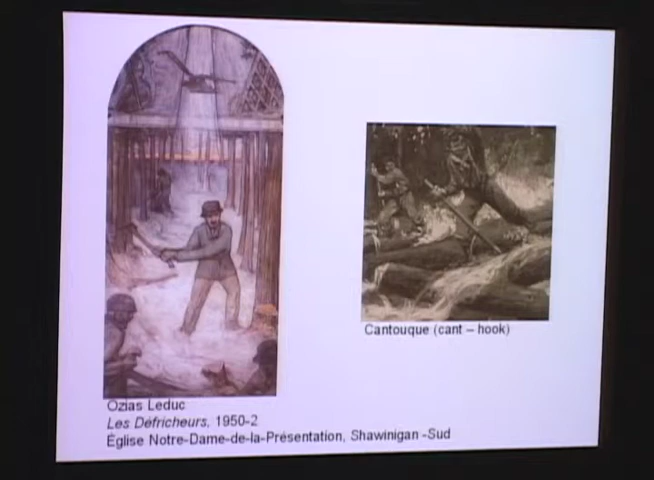 Cantouque (cant – hook)
Ozias Leduc
Les Défricheurs, 1950-2
Église Notre-Dame-de-la-Présentation, Shawinigan -Sud